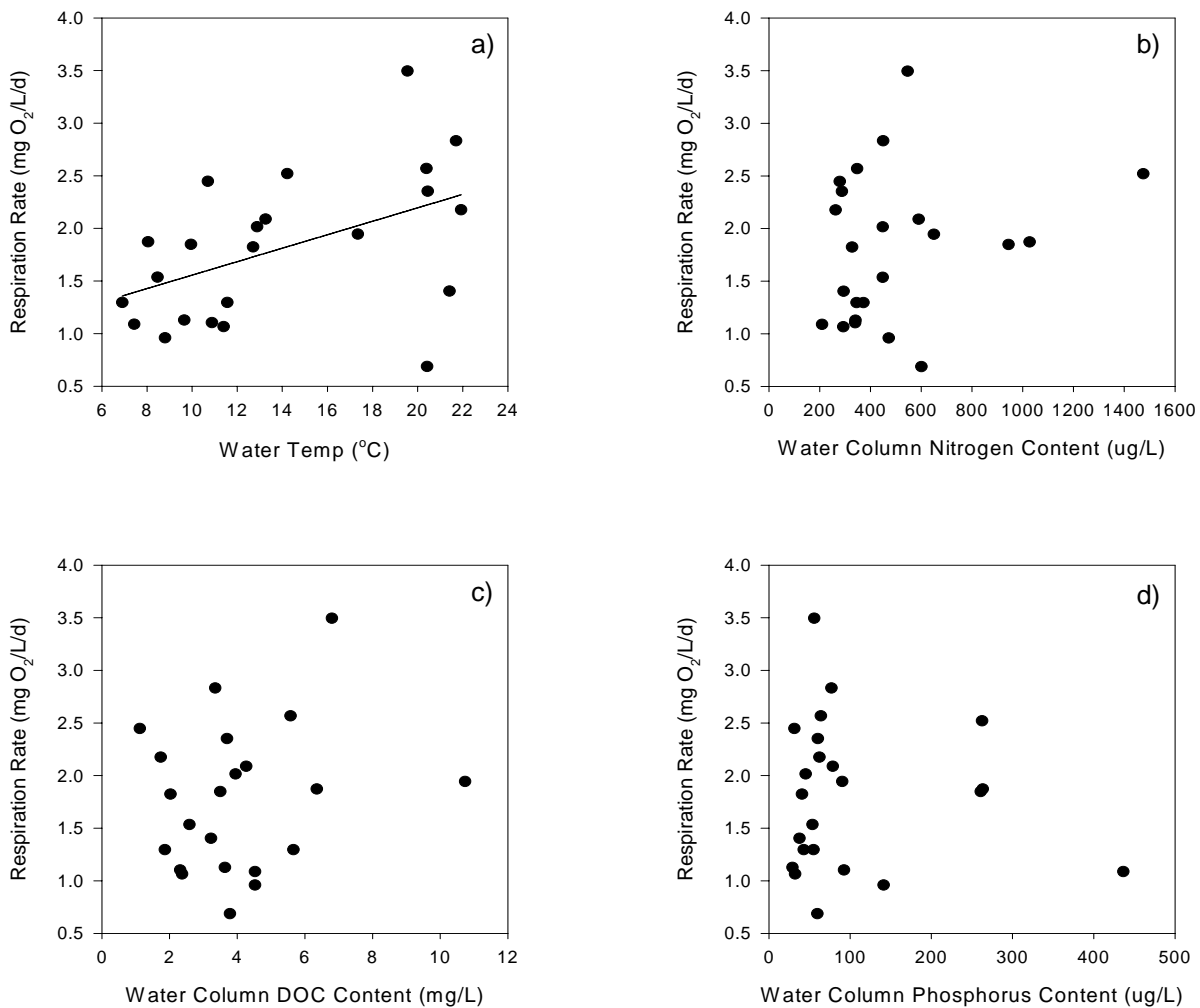 a)
4.0
3.5
3.0
2.5
2.0
1.5
1.0
0.5
Respiration Rate (mg O2/L/d)
6 8 10 12 14 16 18 20 22 24
Water Temp (oC)
b)
4.0
3.5
3.0
2.5
2.0
1.5
1.0
0.5
Respiration Rate (mg O2/L/d)
0 200 400 600 800 1000 1200 1400 1600
Water Column Nitrogen Content (ug/L)
c)
4.0
3.5
3.0
2.5
2.0
1.5
1.0
0.5
Respiration Rate (mg O2/L/d)
0 2 4 6 8 10 12
Water Column DOC Content (mg/L)
d)
4.0
3.5
3.0
2.5
2.0
1.5
1.0
0.5
Respiration Rate (mg O2/L/d)
0 100 200 300 400 500
Water Column Phosphorus Content (ug/L)